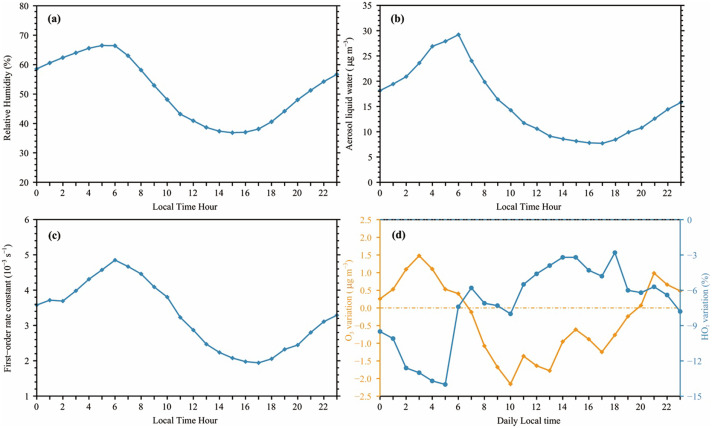 (a)
Relative Humidity (%)
80
70
60
50
40
30
20
0 2 4 6 8 10 12 14 16 18 20 22
Local Time Hour
(b)
Aerosol liquid water ( μg m⁻³)
35
30
25
20
15
10
5
0
0 2 4 6 8 10 12 14 16 18 20 22
Local Time Hour
(c)
First−order rate constant (10⁻³ s⁻¹)
6
5
4
3
2
1
0 2 4 6 8 10 12 14 16 18 20 22
Local Time Hour
(d)
O₃ variation (μg m⁻³)
2.5
2.0
1.5
1.0
0.5
0.0
−0.5
−1.0
−1.5
−2.0
−2.5
0 2 4 6 8 10 12 14 16 18 20 22
Daily Local time
0
−3
−6
−9
−12
−15
variation (%)